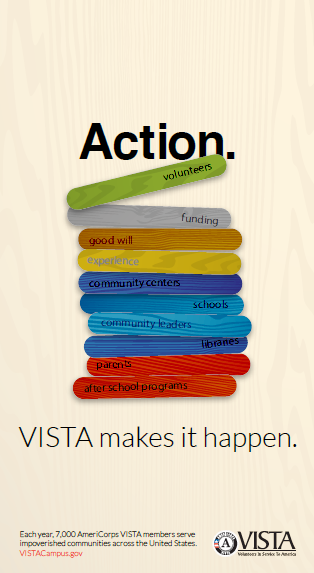 Action.
volunteers
funding
good will
experience
community centers
schools
community leaders
libraries
parents
after school programs
VISTA makes it happen.
Each year, 7,000 AmeriCorps VISTA members serve
impoverished communities across the United States.
VISTACampus.gov
VISTA
Volunteers in Service To America